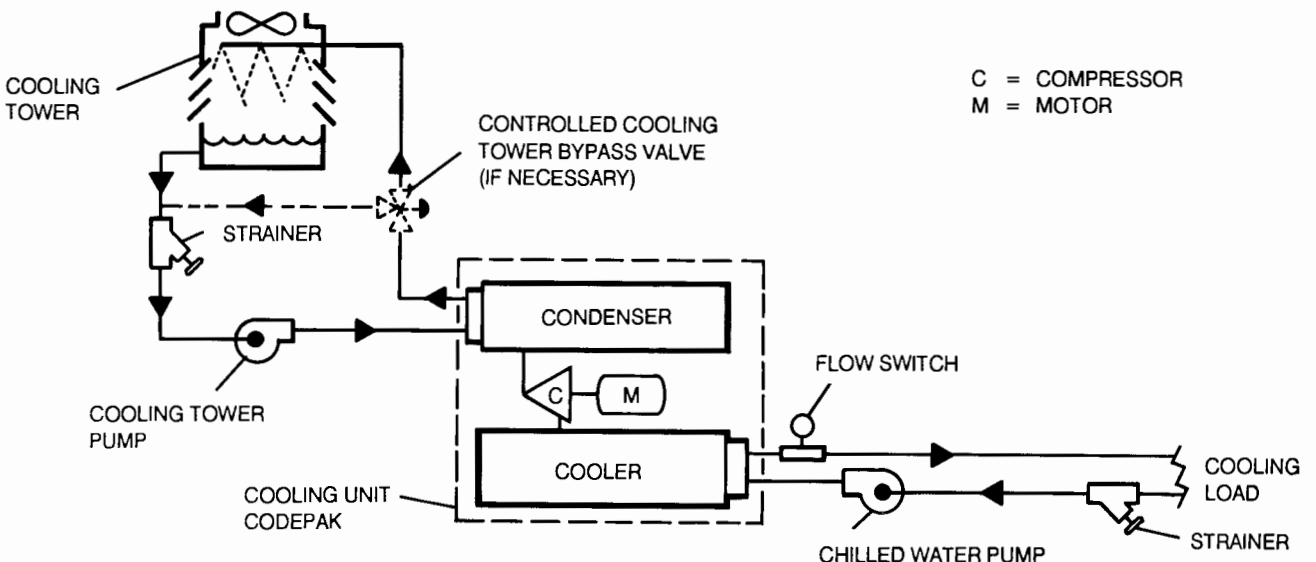 COOLING
TOWER
C = COMPRESSOR
M = MOTOR
CONTROLLED COOLING
TOWER BYPASS VALVE
(IF NECESSARY)
STRAINER
CONDENSER
FLOW SWITCH
C
M
COOLING TOWER
PUMP
COOLER
COOLING
LOAD
COOLING UNIT
CODEPAK
STRAINER
CHILLED WATER PUMP